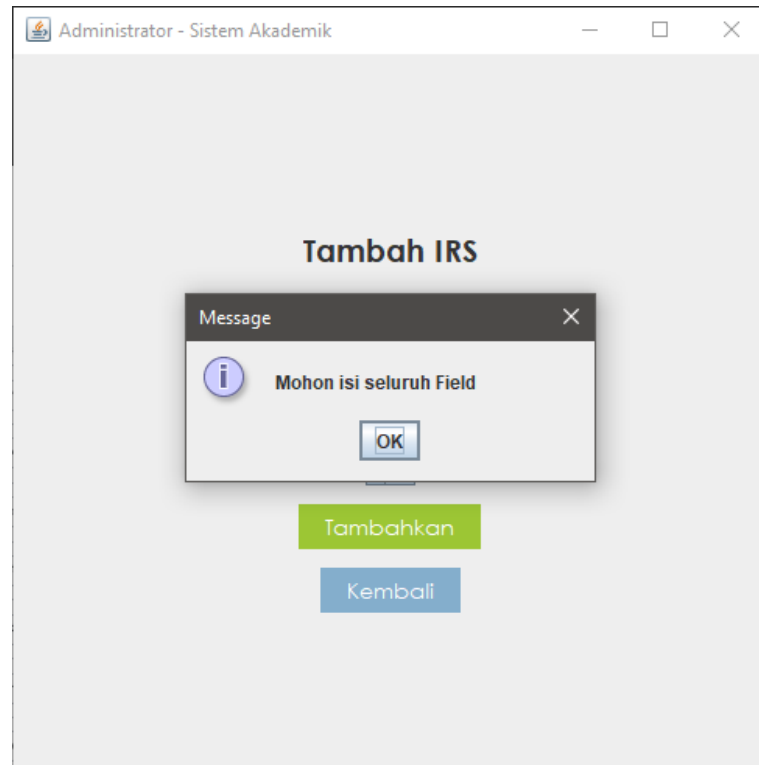 Administrator - Sistem Akademik
Tambah IRS
Message
Mohon isi seluruh Field
OK
Tambahkan
Kembali